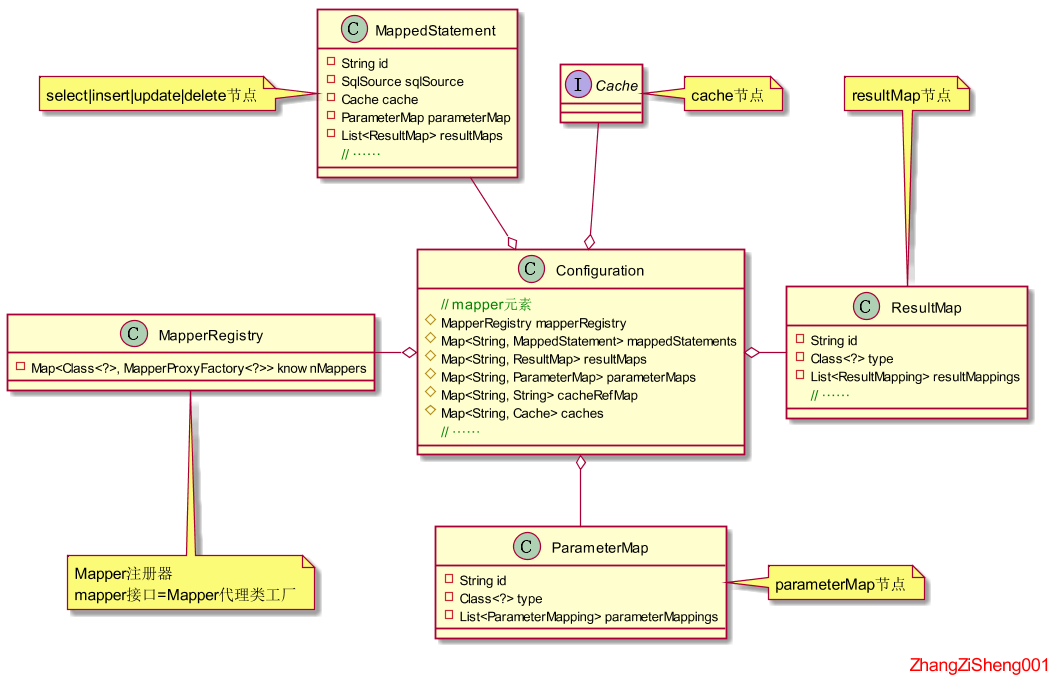 C MappedStatement
String id
SqlSource sqlSource
Cache cache
ParameterMap parameterMap
List<ResultMap> resultMaps
// ……
select|insert|update|delete节点
I Cache
cache节点
resultMap节点
C Configuration
// mapper元素
MapperRegistry mapperRegistry
Map<String, MappedStatement> mappedStatements
Map<String, ResultMap> resultMaps
Map<String, ParameterMap> parameterMaps
Map<String, String> cacheRefMap
Map<String, Cache> caches
// ……
C ResultMap
String id
Class<?> type
List<ResultMapping> resultMappings
// ……
C MapperRegistry
Map<Class<?>, MapperProxyFactory<?>> knownMappers
C ParameterMap
String id
Class<?> type
List<ParameterMapping> parameterMappings
Mapper注册器
mapper接口=Mapper代理类工厂
parameterMap节点
ZhangZiSheng001